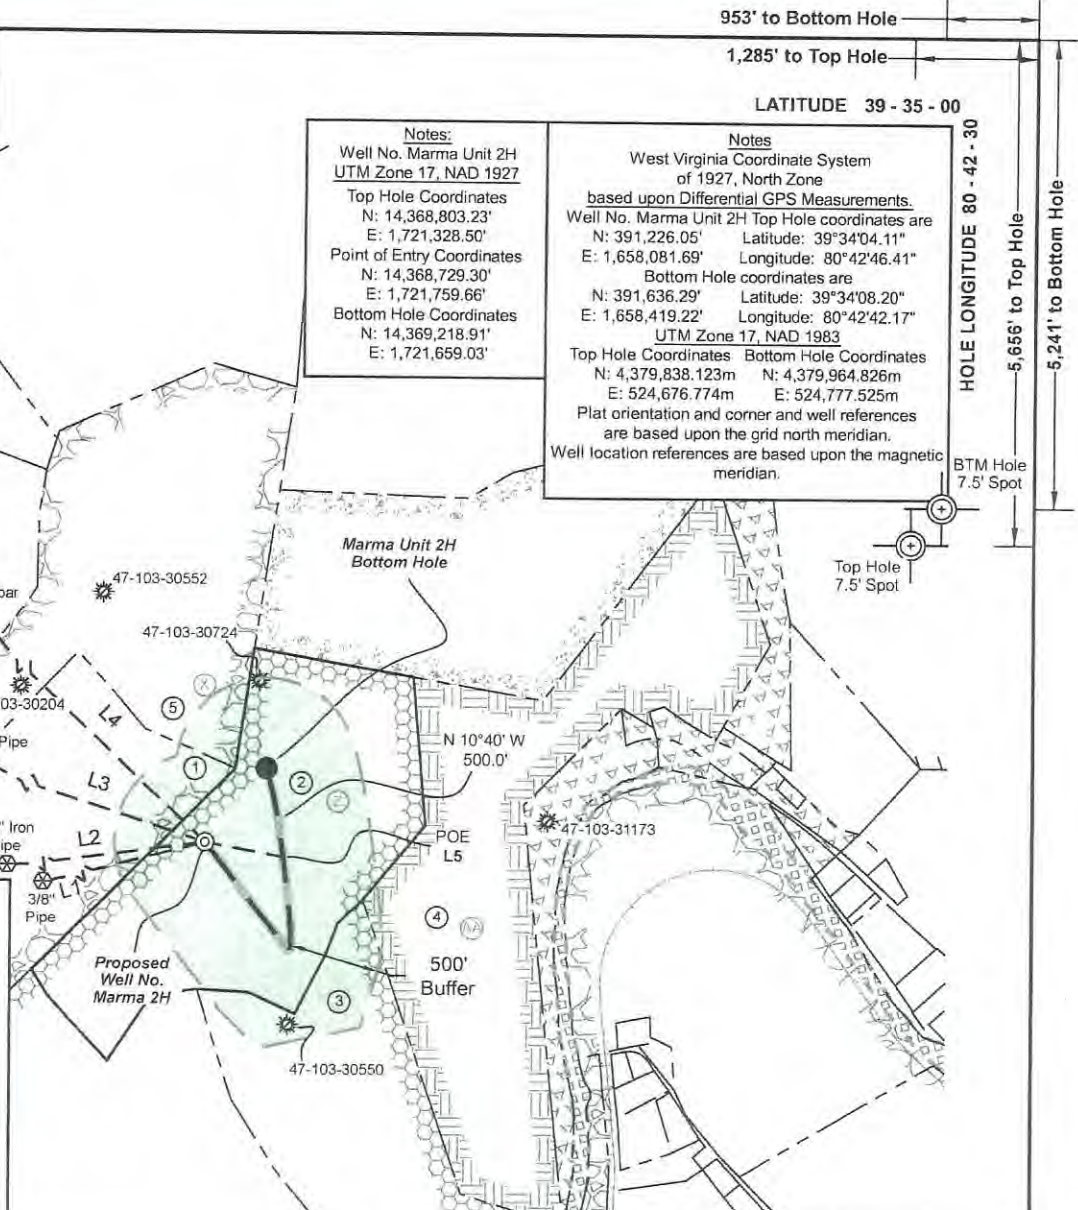 953' to Bottom Hole
1,285' to Top Hole
LATITUDE 39 - 35 - 00
HOLE LONGITUDE 80 - 42 - 30
5,656' to Top Hole
5,241' to Bottom Hole
Notes:
Well No. Marma Unit 2H
UTM Zone 17, NAD 1927
Top Hole Coordinates
N: 14,368,803.23'
E: 1,721,328.50'
Point of Entry Coordinates
N: 14,368,729.30'
E: 1,721,759.66'
Bottom Hole Coordinates
N: 14,369,218.91'
E: 1,721,659.03'
Notes
West Virginia Coordinate System
of 1927, North Zone
based upon Differential GPS Measurements.
Well No. Marma Unit 2H Top Hole coordinates are
N: 391,226.05' Latitude: 39°34'04.11"
E: 1,658,081.69' Longitude: 80°42'46.41"
Bottom Hole coordinates are
N: 391,636.29' Latitude: 39°34'08.20"
E: 1,658,419.22' Longitude: 80°42'42.17"
UTM Zone 17, NAD 1983
Top Hole Coordinates Bottom Hole Coordinates
N: 4,379,838.123m N: 4,379,964.826m
E: 524,676.774m E: 524,777.525m
Plat orientation and corner and well references
are based upon the grid north meridian.
Well location references are based upon the magnetic
meridian.
BTM Hole
7.5' Spot
Top Hole
7.5' Spot
Marma Unit 2H
Bottom Hole
47-103-30552
47-103-30724
03-30204
Pipe
L4
5
X
L3
1
2
Z
N 10°40' W
500.0'
47-103-31173
POE
L5
" Iron
L2
L1
3/8"
Pipe
4
AA
500'
Buffer
Proposed
Well No.
Marma 2H
3
47-103-30550